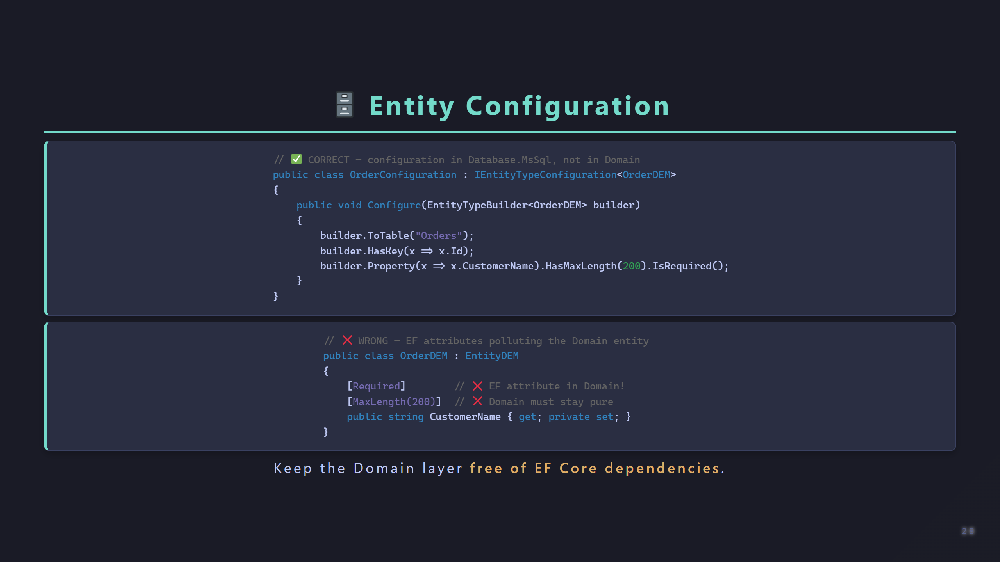 🗄️ Entity Configuration
// ✅ CORRECT — configuration in Database.MsSql, not in Domain
public class OrderConfiguration : IEntityTypeConfiguration<OrderDEM>
{
    public void Configure(EntityTypeBuilder<OrderDEM> builder)
    {
        builder.ToTable("Orders");
        builder.HasKey(x => x.Id);
        builder.Property(x => x.CustomerName).HasMaxLength(200).IsRequired();
    }
}
// ❌ WRONG — EF attributes polluting the Domain entity
public class OrderDEM : EntityDEM
{
    [Required]        // ❌ EF attribute in Domain!
    [MaxLength(200)]  // ❌ Domain must stay pure
    public string CustomerName { get; private set; }
}
Keep the Domain layer free of EF Core dependencies.
28